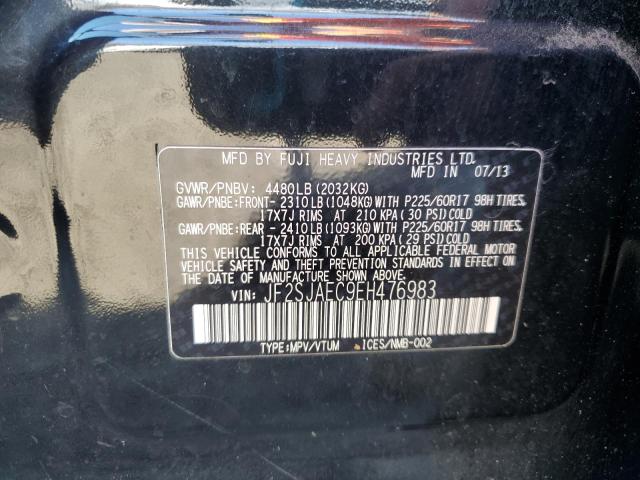 MFD BY FUJI HEAVY INDUSTRIES LTD.
MFD IN 07/13
GVWR/PNBV: 4480LB(2032KG)
GAWR/PNBE:FRONT- 2310LB(1048KG)WITH P225/60R17 98H TIRES,
17X7J RIMS AT 210 KPA( 30 PSI)COLD
GAWR/PNBE:REAR - 2410LB(1093KG)WITH P225/60R17 98H TIRES,
17X7J RIMS AT 200 KPA( 29 PSI)COLD
THIS VEHICLE CONFORMS TO ALL APPLICABLE FEDERAL MOTOR
VEHICLE SAFETY AND THEFT PREVENTION STANDARDS IN EFFECT ON
THE DATE OF MANUFACTURE SHOWN ABOVE.
VIN: JF2SJAEC9EH476983
TYPE:MPV/VTUM ICES/NMB-002